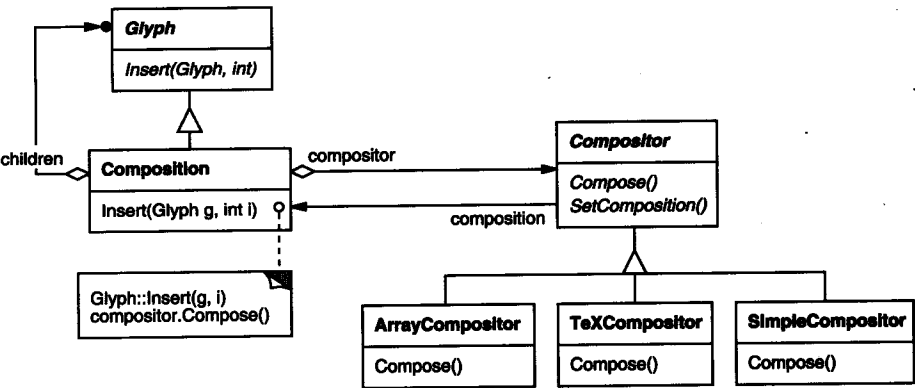 Glyph
Insert(Glyph, int)
children
Composition
compositor
Compositor
Insert(Glyph g, int i)
composition
Compose()
SetComposition()
Glyph::Insert(g, i)
compositor.Compose()
ArrayCompositor
TeXCompositor
SImpleCompositor
Compose()
Compose()
Compose()